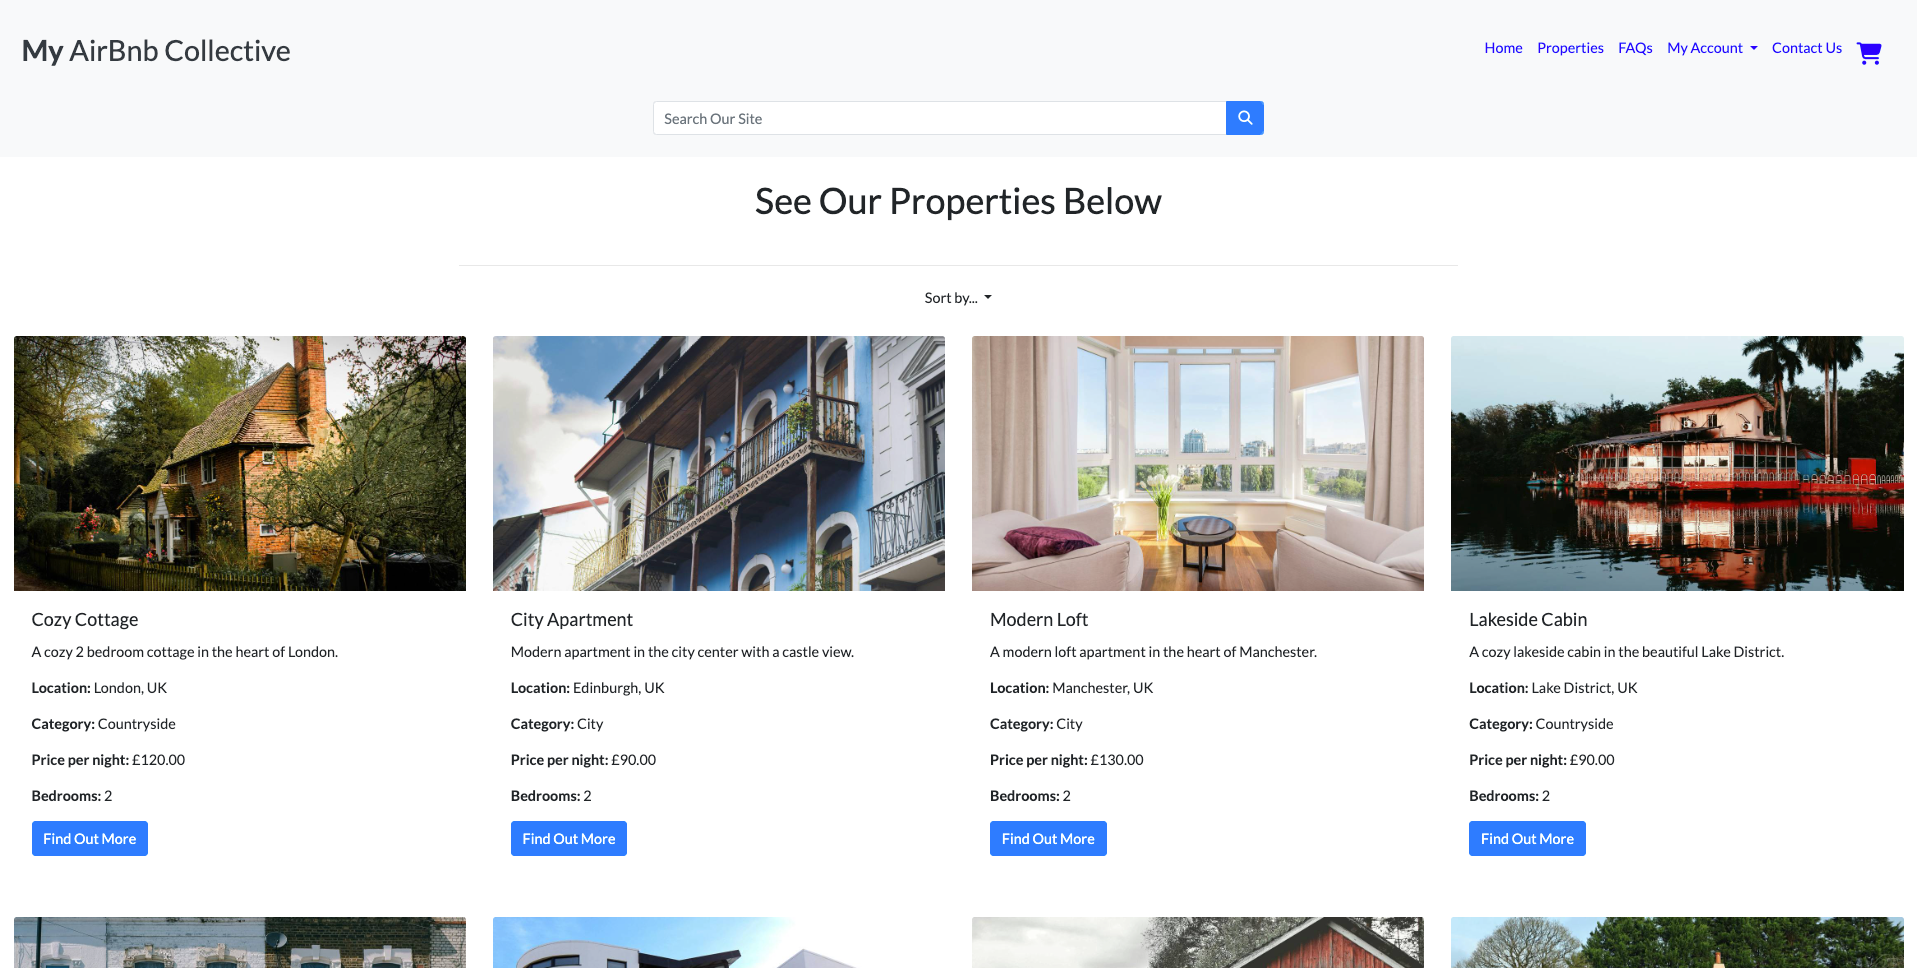 My AirBnb Collective
Home Properties FAQs My Account Contact Us
Search Our Site
See Our Properties Below
Sort by...
Cozy Cottage
A cozy 2 bedroom cottage in the heart of London.
Location: London, UK
Category: Countryside
Price per night: £120.00
Bedrooms: 2
Find Out More
City Apartment
Modern apartment in the city center with a castle view.
Location: Edinburgh, UK
Category: City
Price per night: £90.00
Bedrooms: 2
Find Out More
Modern Loft
A modern loft apartment in the heart of Manchester.
Location: Manchester, UK
Category: City
Price per night: £130.00
Bedrooms: 2
Find Out More
Lakeside Cabin
A cozy lakeside cabin in the beautiful Lake District.
Location: Lake District, UK
Category: Countryside
Price per night: £90.00
Bedrooms: 2
Find Out More